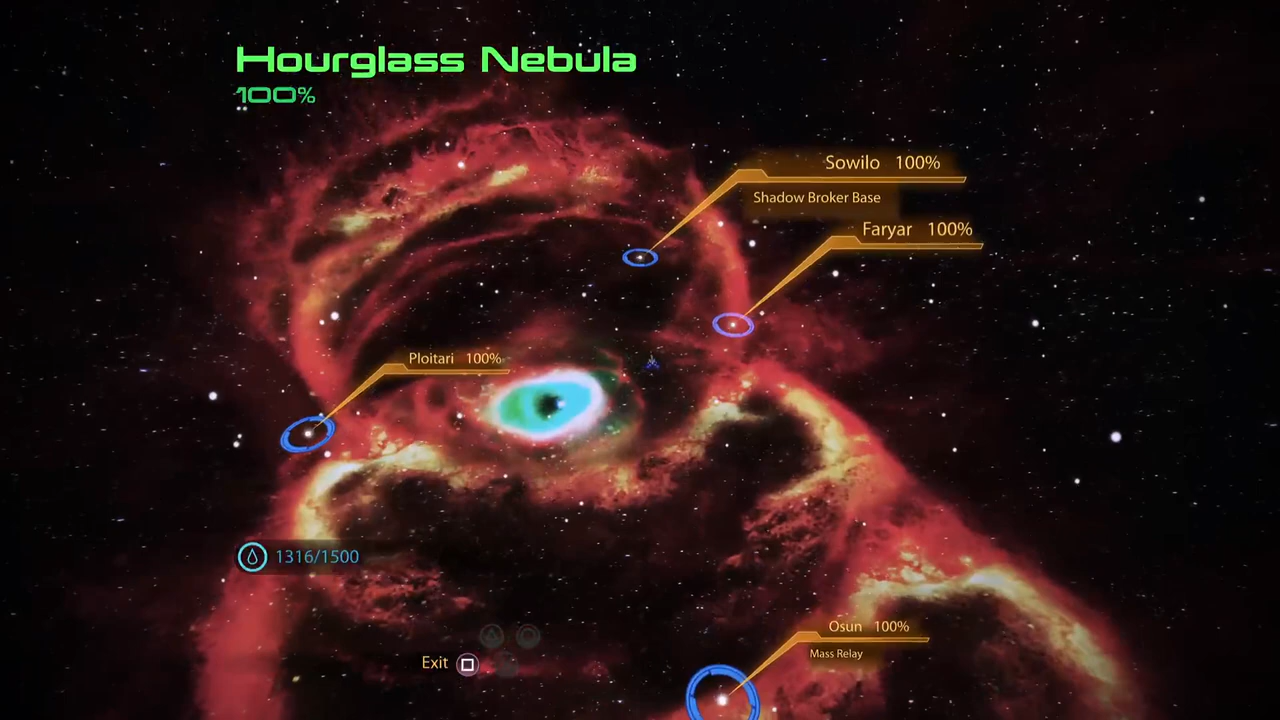 Hourglass Nebula
100%
Sowilo 100%
Shadow Broker Base
Faryar 100%
Ploitari 100%
1316/1500
Osun 100%
Mass Relay
Exit